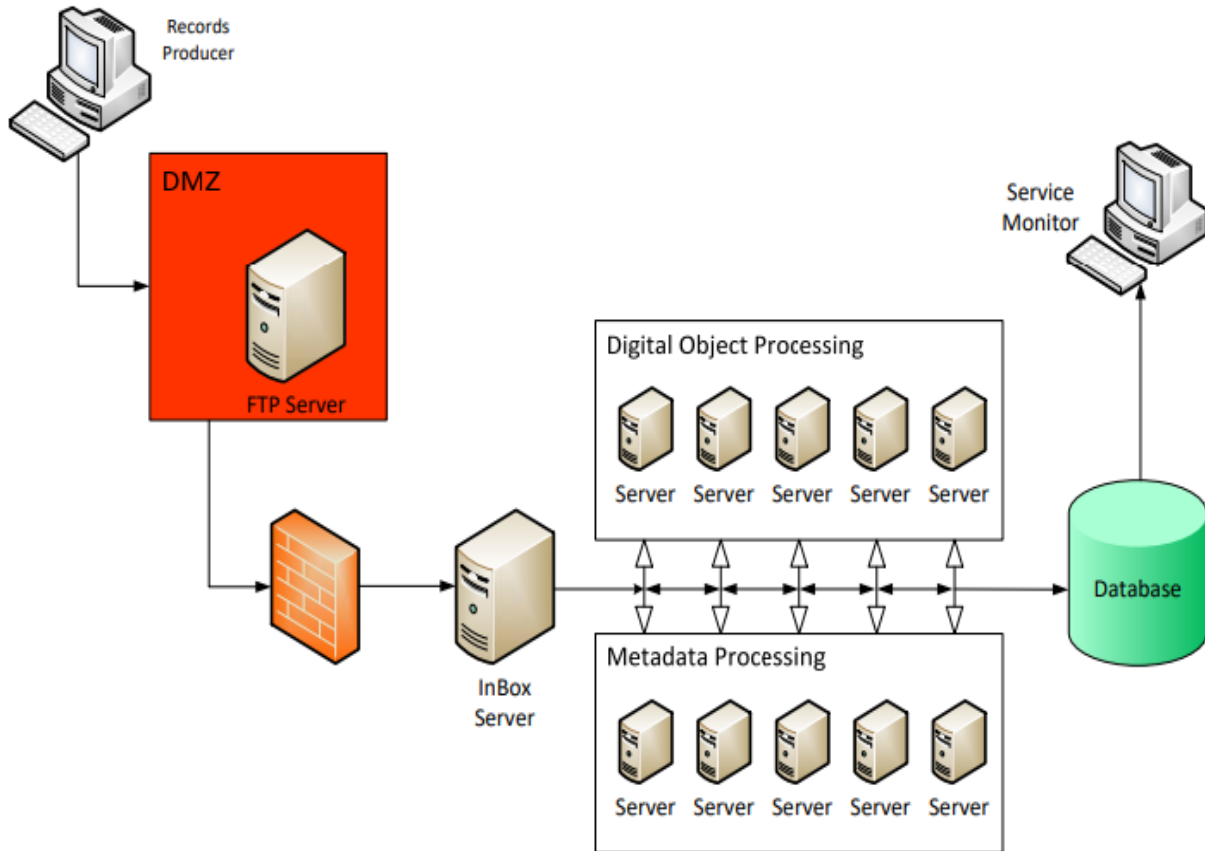 Records
Producer
DMZ
FTP Server
Service
Monitor
Digital Object Processing
Server Server Server Server Server
InBox
Server
Metadata Processing
Server Server Server Server Server
Database